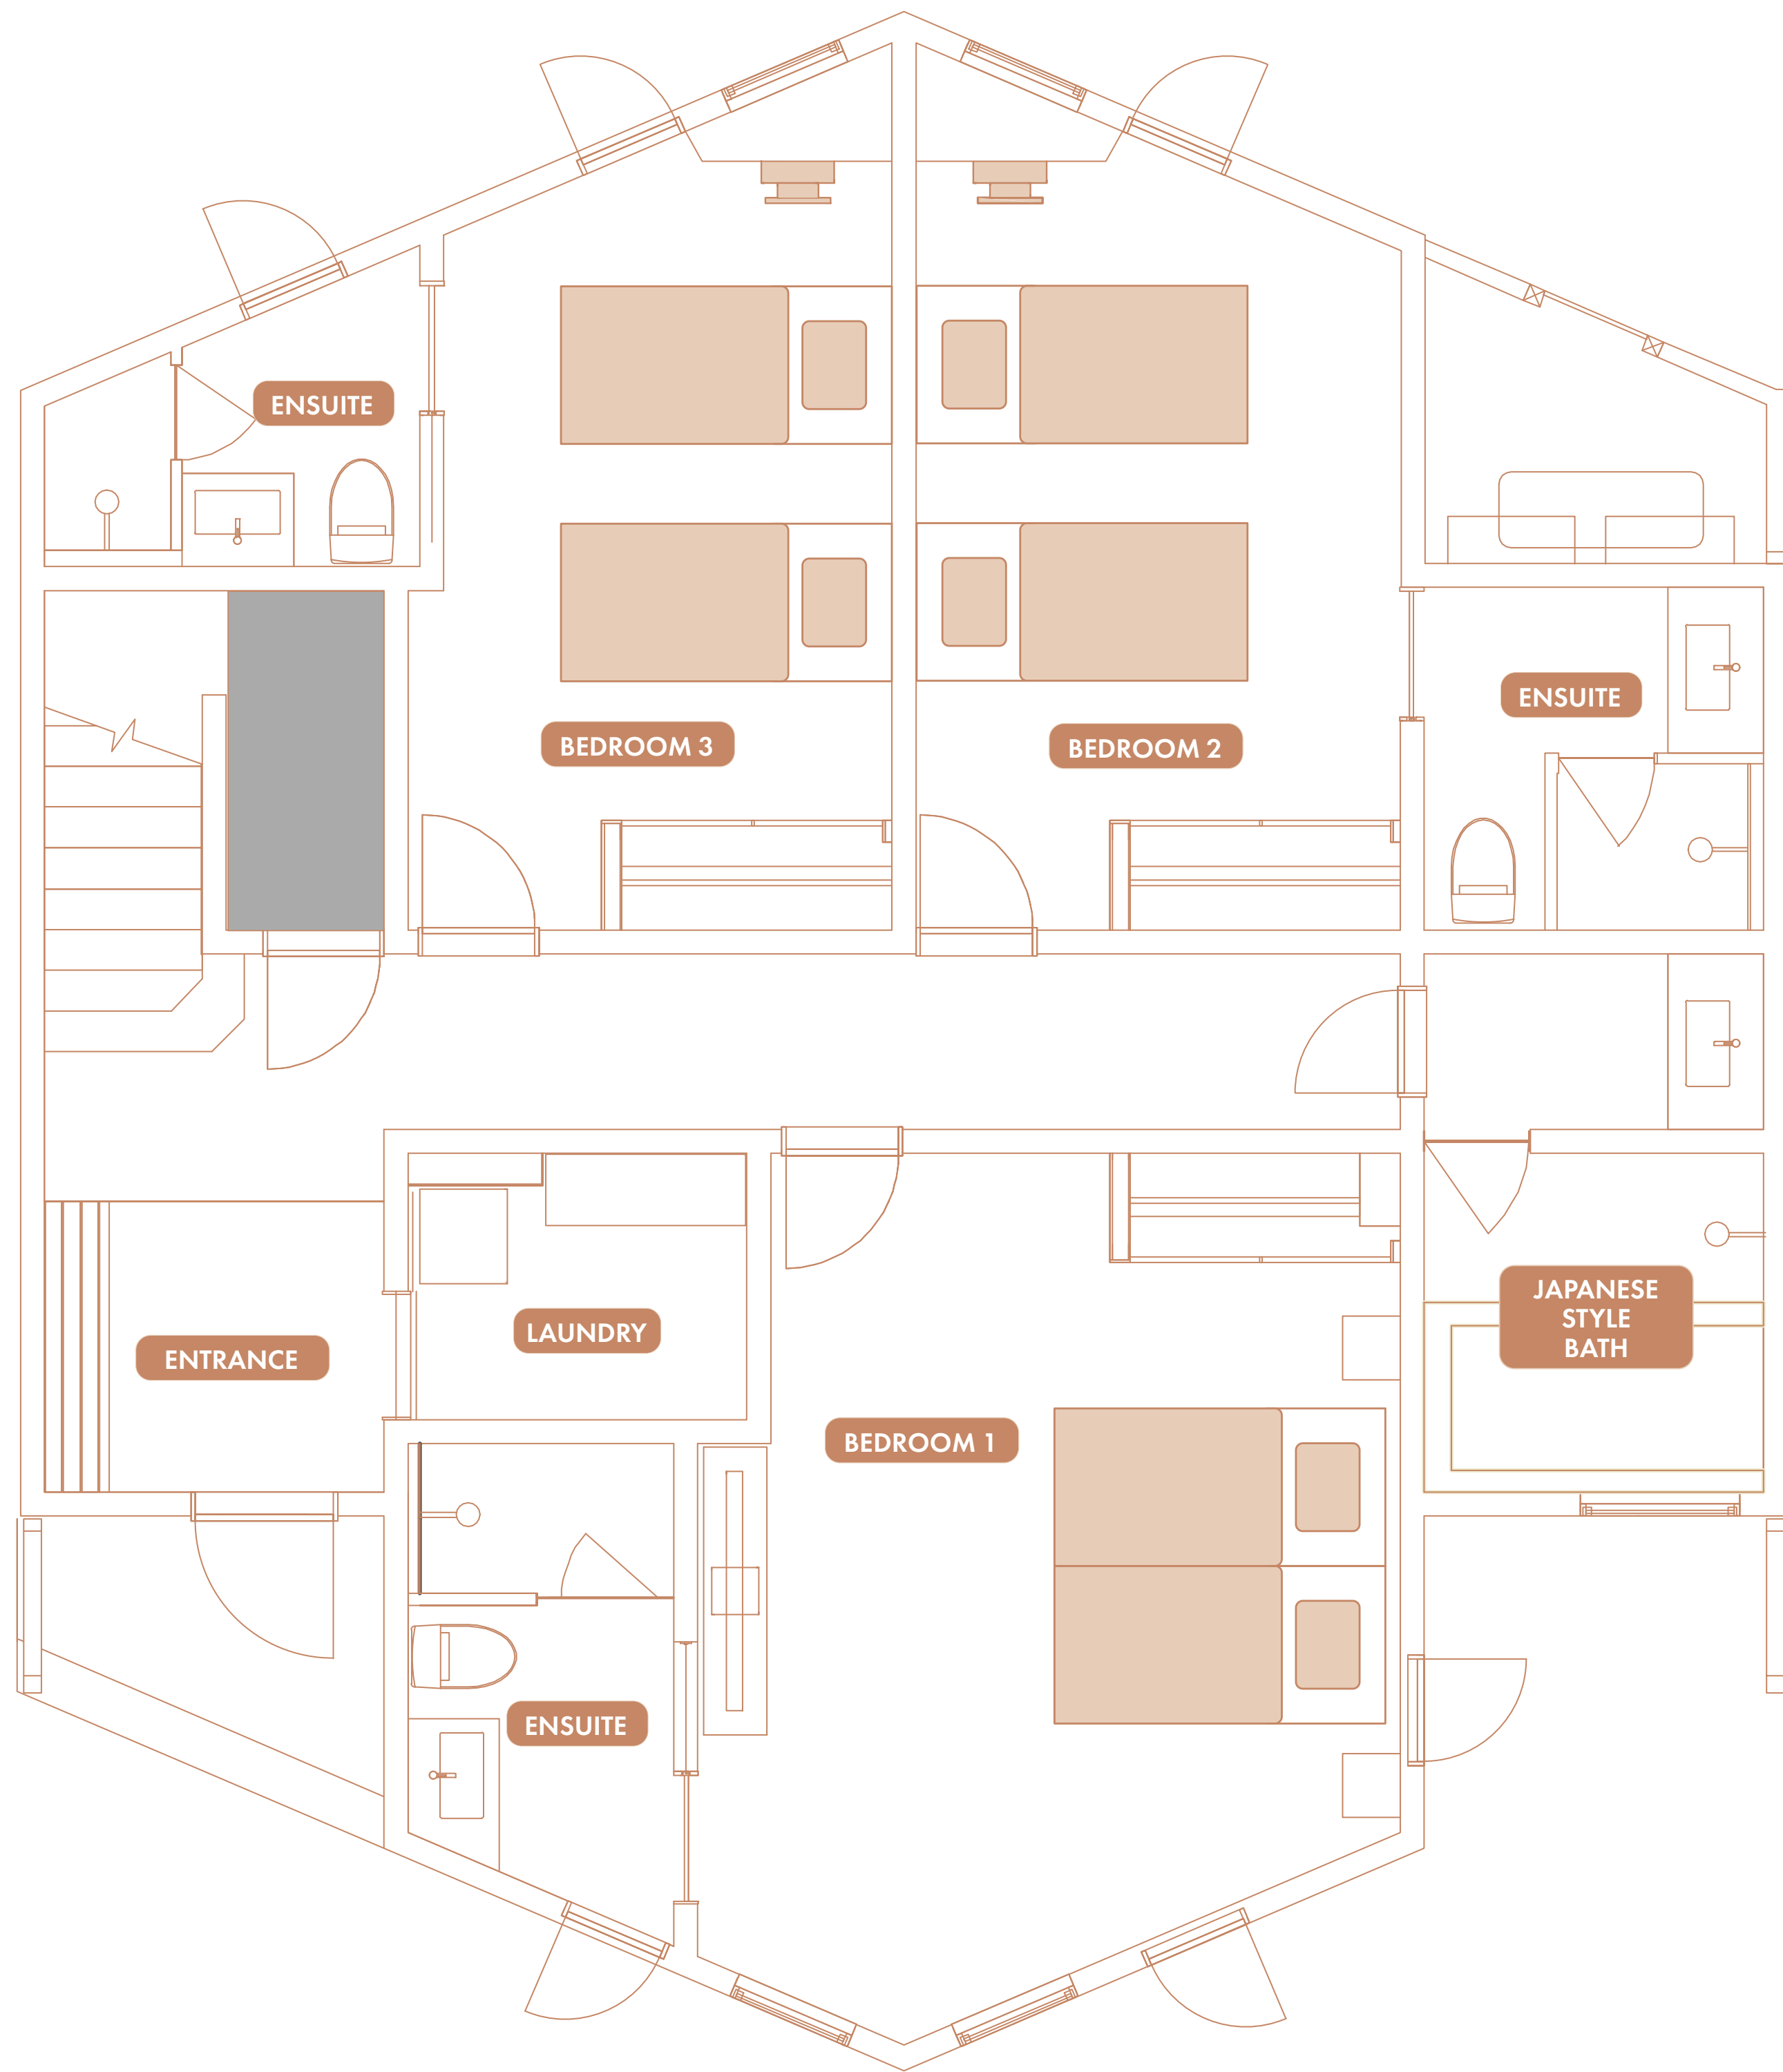 ENSUITE
ENSUITE
BEDROOM 3
BEDROOM 2
JAPANESE
STYLE
BATH
LAUNDRY
ENTRANCE
BEDROOM 1
ENSUITE